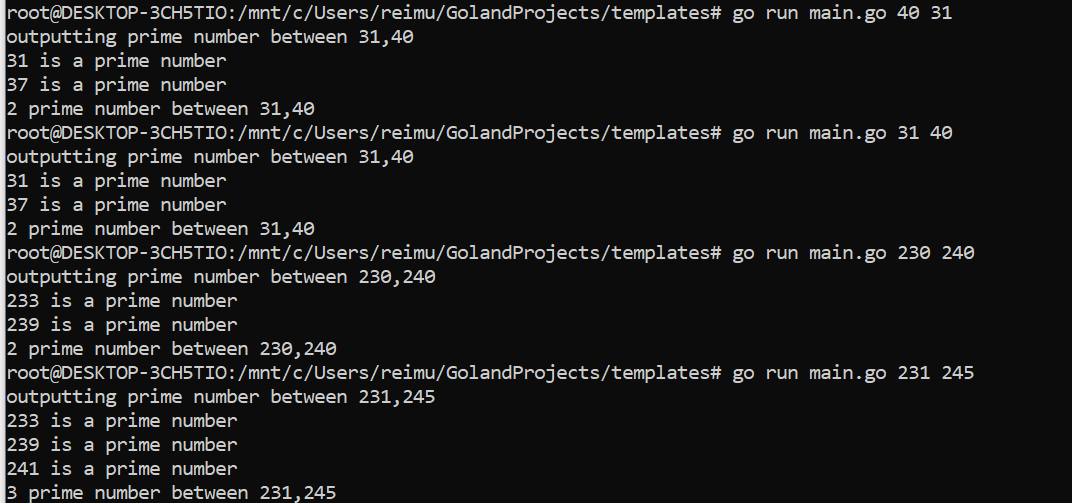 root@DESKTOP-3CH5TIO:/mnt/c/Users/reimu/GolandProjects/templates# go run main.go 40 31
outputting prime number between 31,40
31 is a prime number
37 is a prime number
2 prime number between 31,40
root@DESKTOP-3CH5TIO:/mnt/c/Users/reimu/GolandProjects/templates# go run main.go 31 40
outputting prime number between 31,40
31 is a prime number
37 is a prime number
2 prime number between 31,40
root@DESKTOP-3CH5TIO:/mnt/c/Users/reimu/GolandProjects/templates# go run main.go 230 240
outputting prime number between 230,240
233 is a prime number
239 is a prime number
2 prime number between 230,240
root@DESKTOP-3CH5TIO:/mnt/c/Users/reimu/GolandProjects/templates# go run main.go 231 245
outputting prime number between 231,245
233 is a prime number
239 is a prime number
241 is a prime number
3 prime number between 231,245